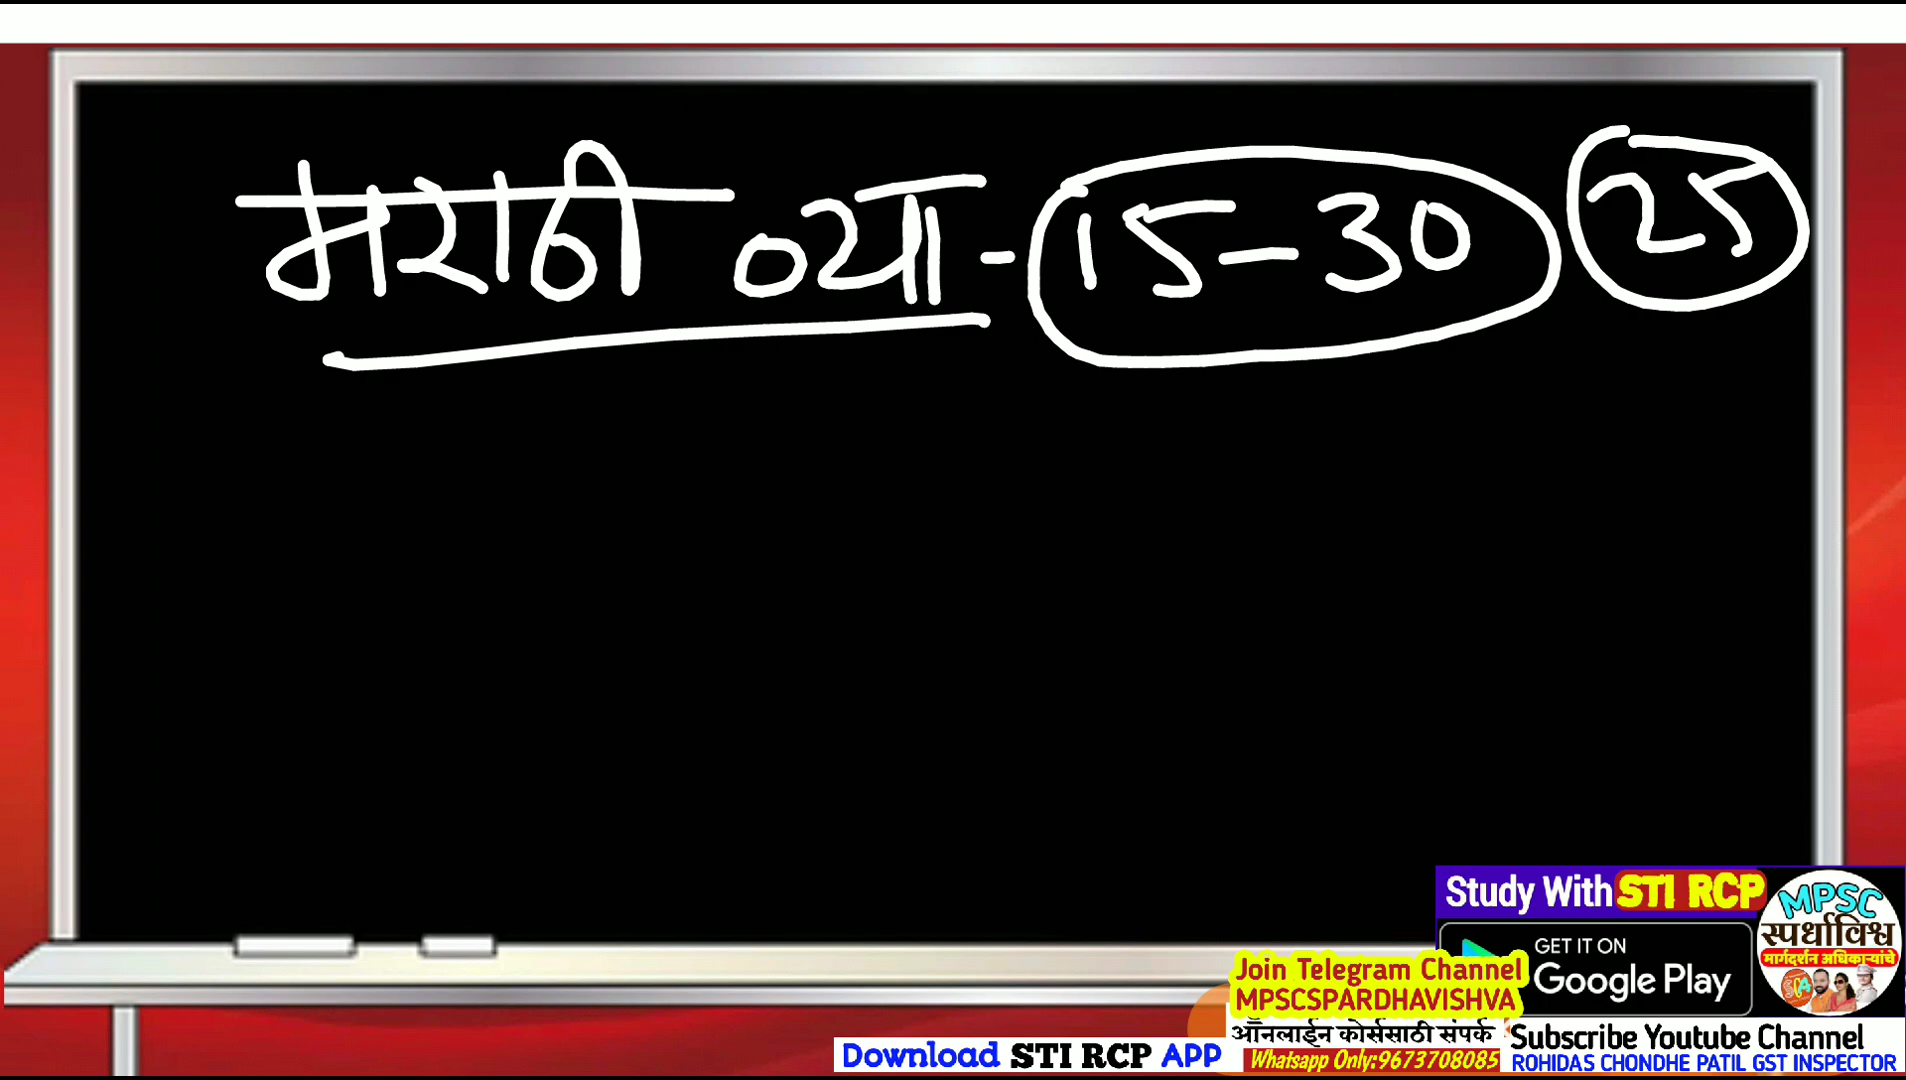 मराठी व्या - 15-30 25
Study With STI RCP
GET IT ON
Google Play
MPSC
स्पर्धाविश्व
मार्गदर्शन अधिकाऱ्यांचे
Join Telegram Channel
MPSCSPARDHAVISHVA
ऑनलाईन कोर्ससाठी संपर्क
Whatsapp Only:9673708085
Download STI RCP APP
Subscribe Youtube Channel
ROHIDAS CHONDHE PATIL GST INSPECTOR